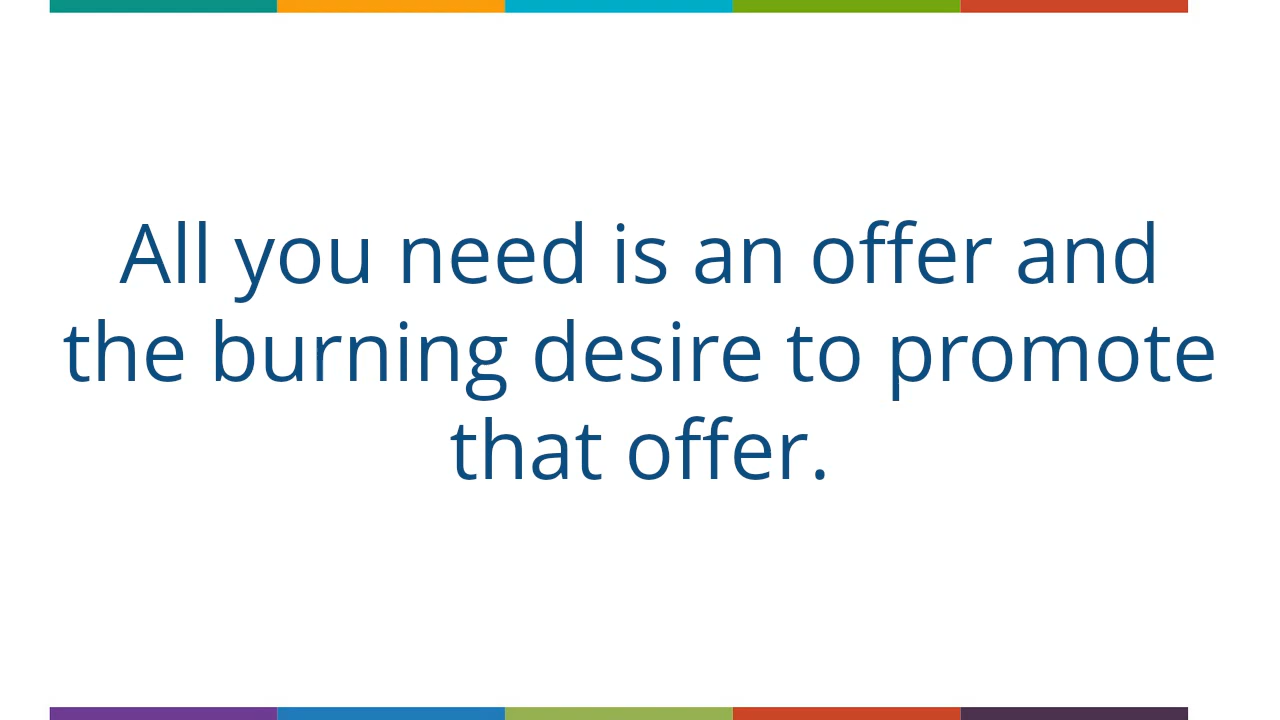 All you need is an offer and
the burning desire to promote
that offer.